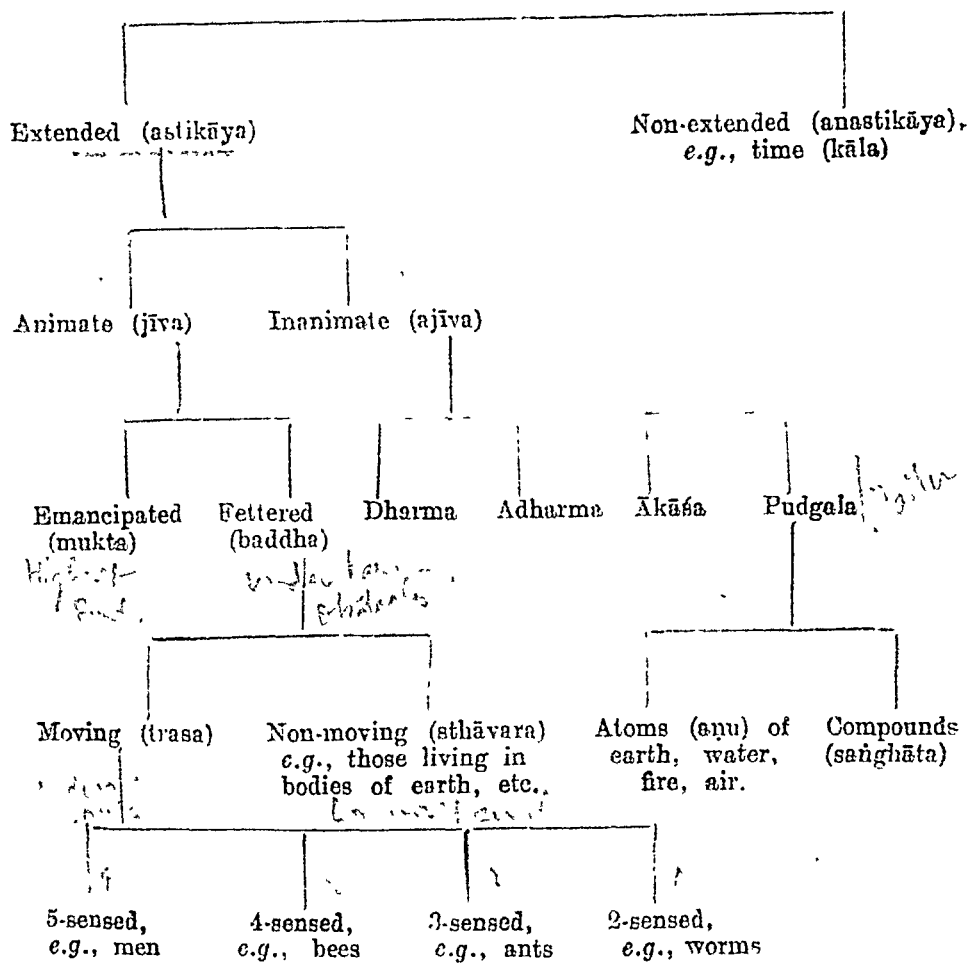 Extended (astikāya)
Non-extended (anastikāya),
e.g., time (kāla)
Animate (jīva)
Inanimate (ajīva)
Emancipated
(mukta)
Fettered
(baddha)
Dharma
Adharma
Ākāśa
Pudgala
Moving (trasa)
Non-moving (sthāvara)
e.g., those living in
bodies of earth, etc.
Atoms (aṇu) of
earth, water,
fire, air.
Compounds
(saṅghāta)
5-sensed,
e.g., men
4-sensed,
e.g., bees
3-sensed,
e.g., ants
2-sensed,
e.g., worms